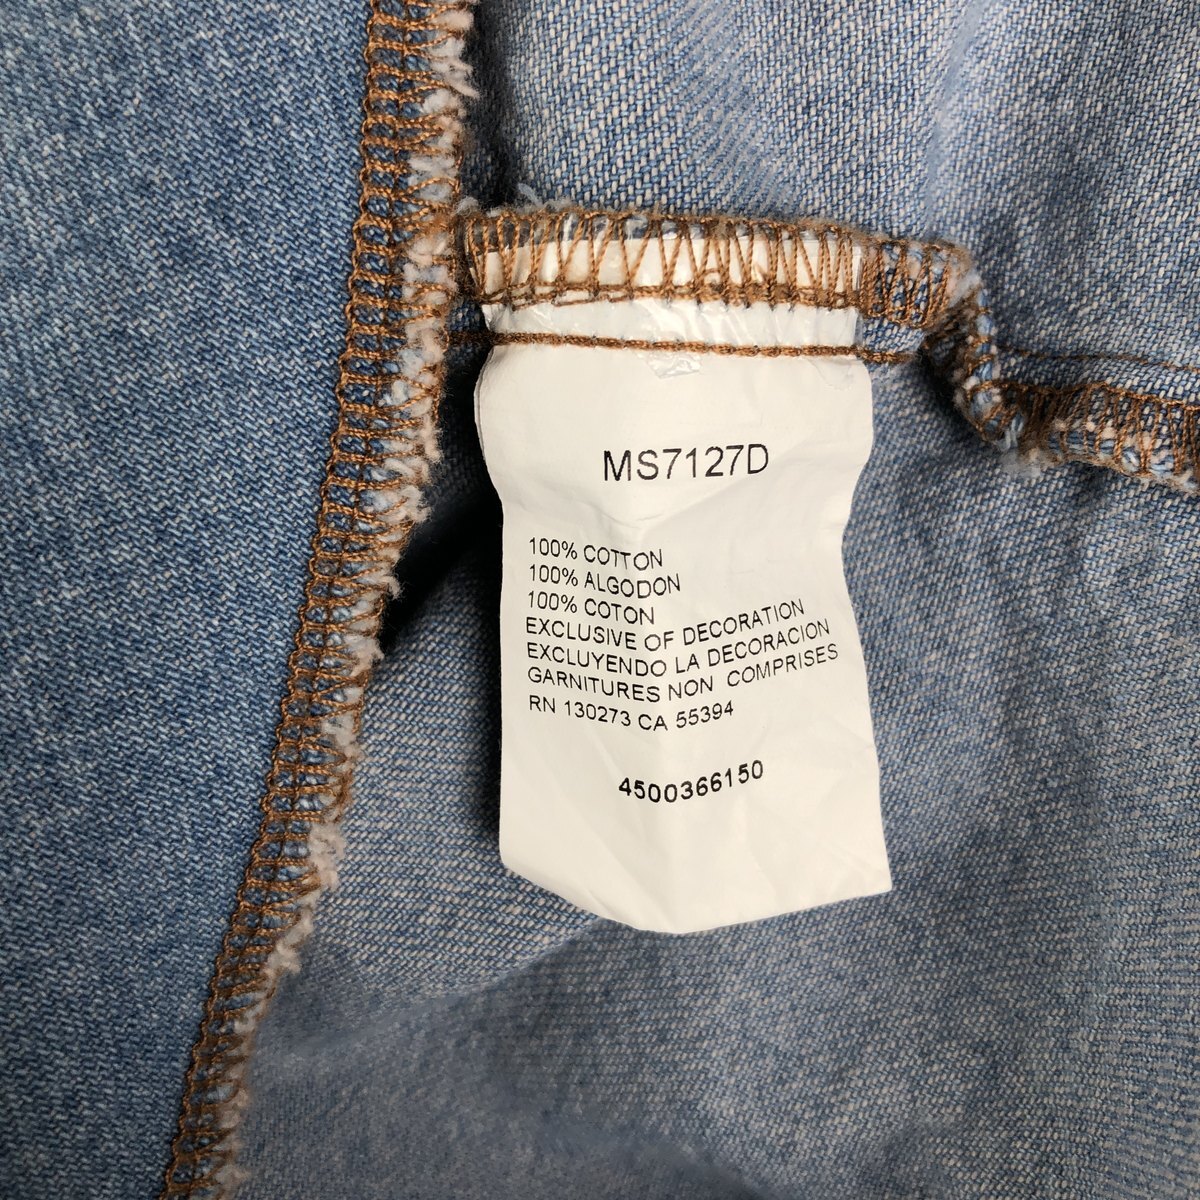 MS7127D
100% COTTON
100% ALGODON
100% COTON
EXCLUSIVE OF DECORATION
EXCLUYENDO LA DECORACION
GARNITURES NON COMPRISES
RN 130273 CA 55394
4500366150